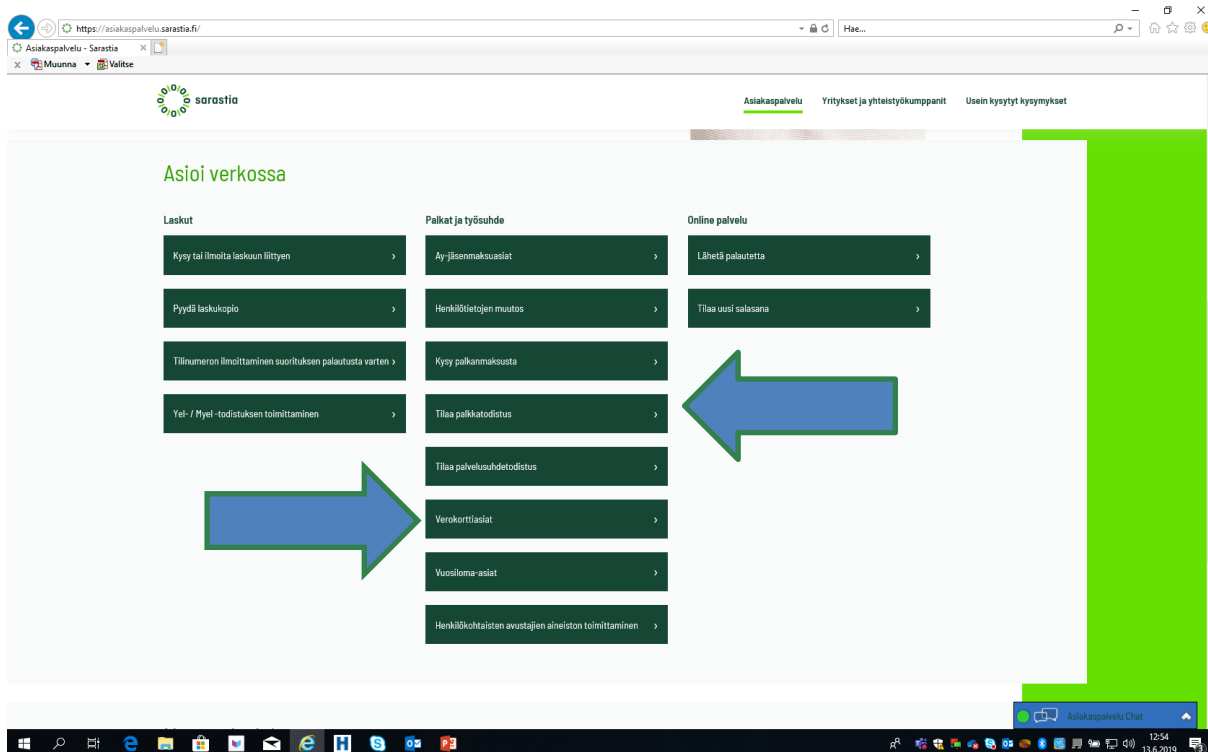 https://asiakaspalvelu.sarastia.fi/
Hae...
Asiakaspalvelu - Sarastia
x Muunna Valitse
sarastia
Asiakaspalvelu Yritykset ja yhteistyökumppanit Usein kysytyt kysymykset
Asioi verkossa
Laskut
Kysy tai ilmoita laskuun liittyen
Pyydä laskukopio
Tilinumeron ilmoittaminen suorituksen palautusta varten
Yel- / Myel -todistuksen toimittaminen
Palkat ja työsuhde
Ay-jäsenmaksuasiat
Henkilötietojen muutos
Kysy palkanmaksusta
Tilaa palkkatodistus
Tilaa palvelusuhdetodistus
Verokorttiasiat
Vuosiloma-asiat
Henkilökohtaisten avustajien aineiston toimittaminen
Online palvelu
Lähetä palautetta
Tilaa uusi salasana
Asiakaspalvelu Chat
12:54
13.6.2019